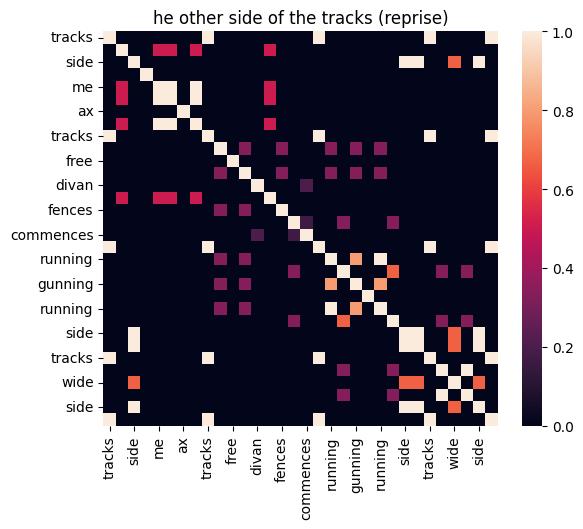 he other side of the tracks (reprise)
tracks
side
me
ax
tracks
free
divan
fences
commences
running
gunning
running
side
tracks
wide
side
1.0
0.8
0.6
0.4
0.2
0.0
tracks
side
me
ax
tracks
free
divan
fences
commences
running
gunning
running
side
tracks
wide
side